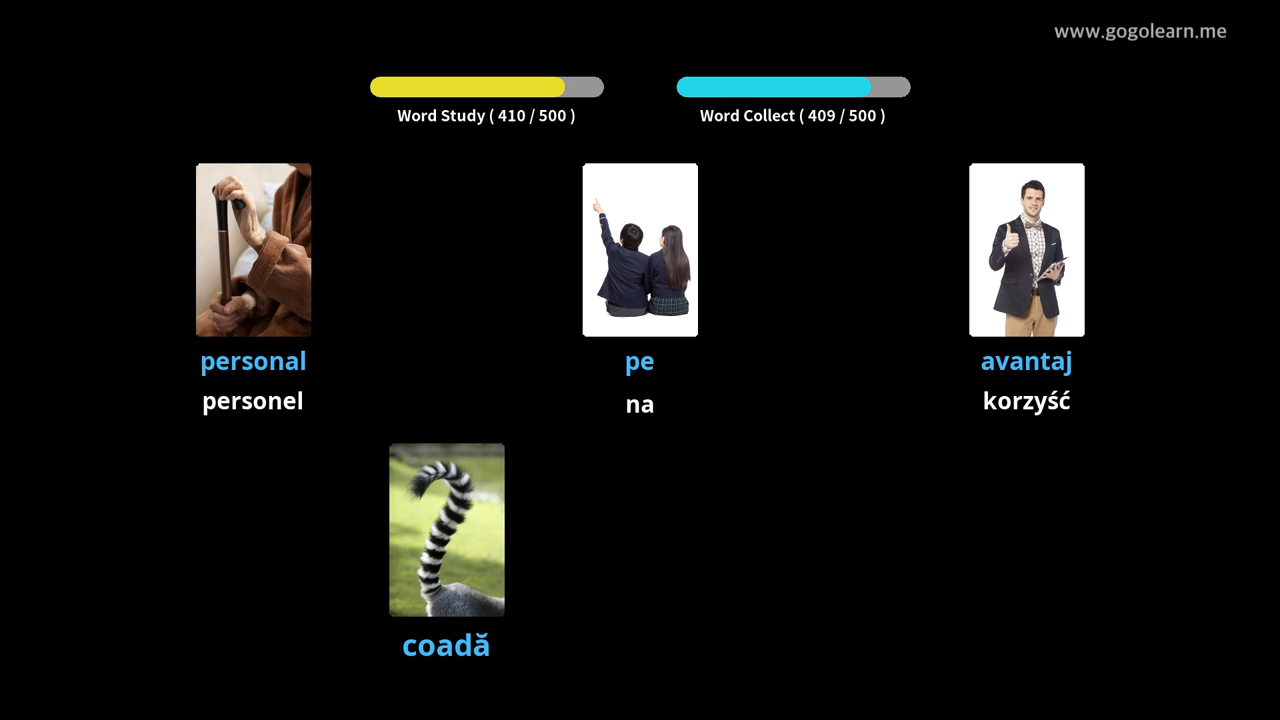 www.gogolearn.me
Word Study ( 410 / 500 )
Word Collect ( 409 / 500 )
personal
personel
pe
na
avantaj
korzyść
coadă